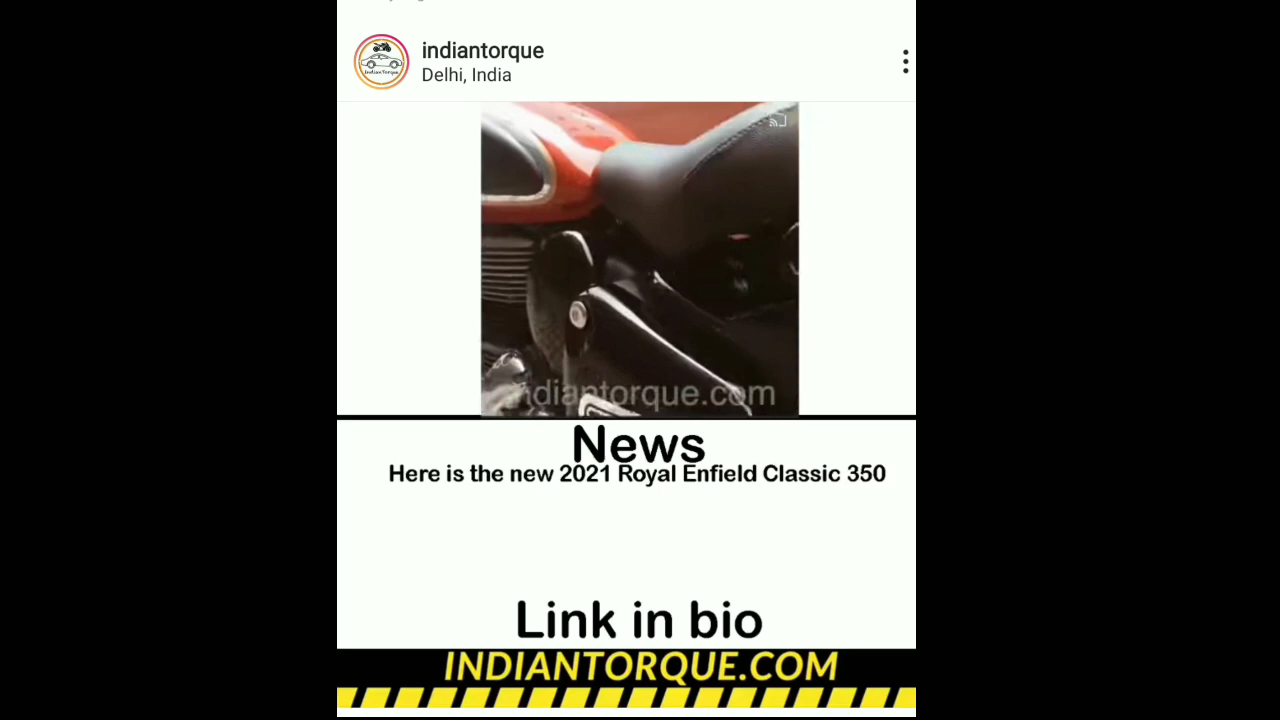 indiantorque
Delhi, India
IndianTorque
indiantorque.com
News
Here is the new 2021 Royal Enfield Classic 350
Link in bio
INDIANTORQUE.COM